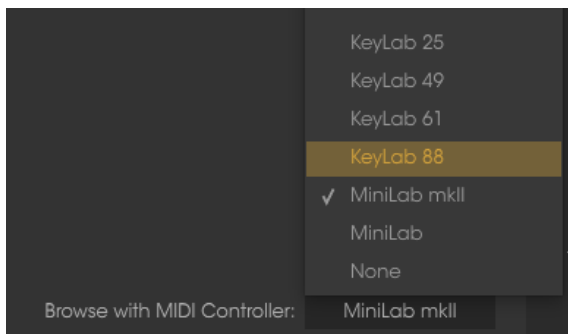 KeyLab 25
KeyLab 49
KeyLab 61
KeyLab 88
✓ MiniLab mkII
MiniLab
None
Browse with MIDI Controller: MiniLab mkII